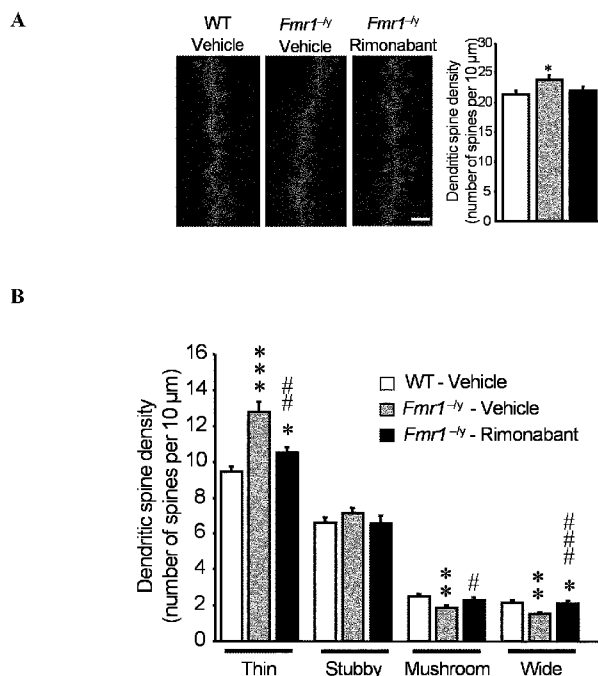 A
WT Vehicle
Fmr1⁻/ʸ Vehicle
Fmr1⁻/ʸ Rimonabant
Dendritic spine density
(number of spines per 10 µm)
30
25
20
15
10
5
0
*
B
Dendritic spine density
(number of spines per 10 µm)
16
14
12
10
8
6
4
2
0
***
##
*
**
#
**
###
*
WT - Vehicle
Fmr1⁻/ʸ - Vehicle
Fmr1⁻/ʸ - Rimonabant
Thin
Stubby
Mushroom
Wide